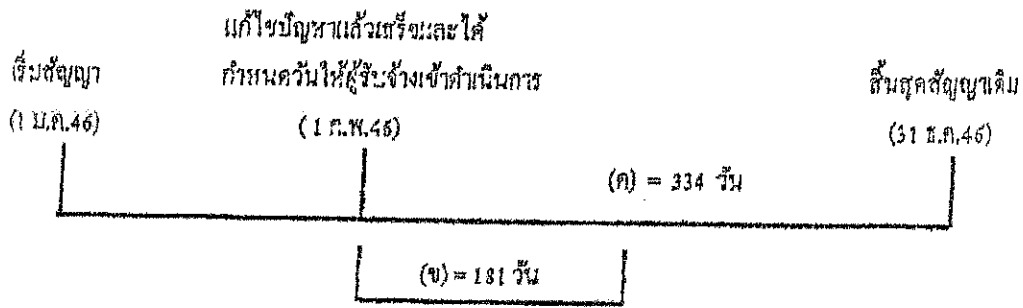 แก้ไขปัญหาแล้วเสร็จและได้
เริ่มสัญญา กำหนดวันให้ผู้รับจ้างเข้าดำเนินการ สิ้นสุดสัญญาเดิม
(1 ม.ค.46) (1 ก.พ.46) (31 ธ.ค.46)
(ค) = 334 วัน
(ข) = 181 วัน